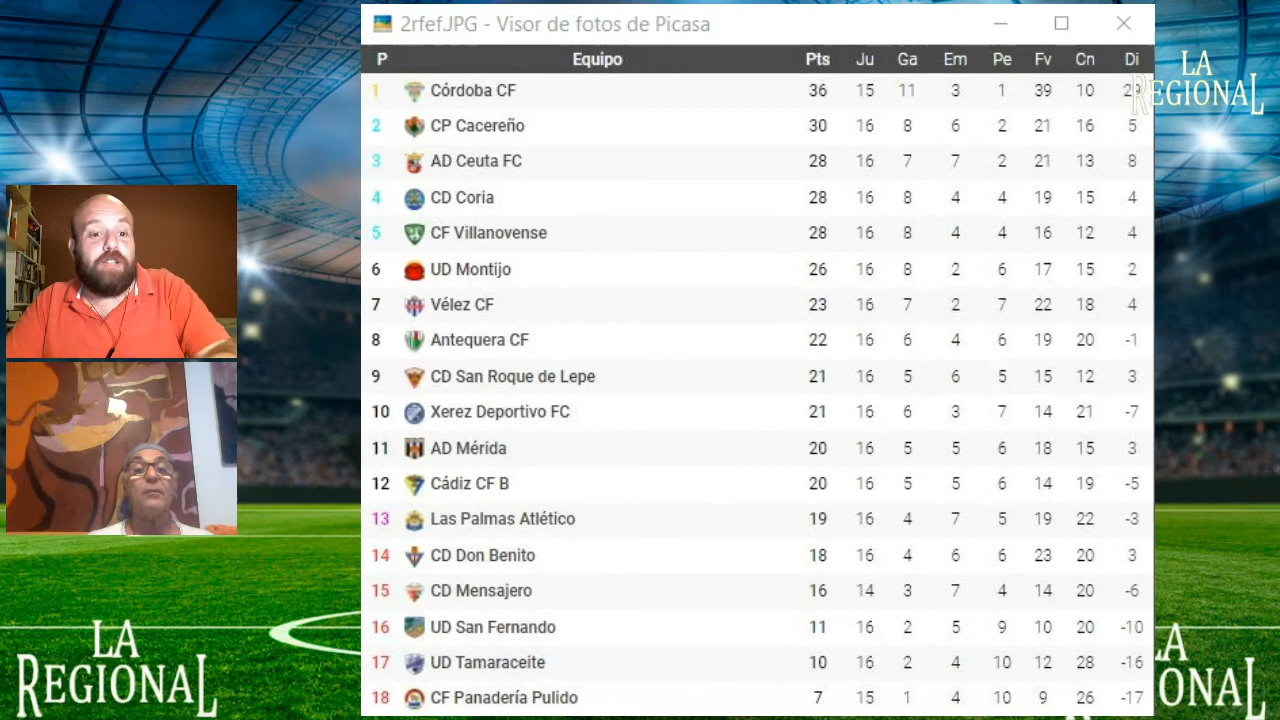 2rfef.JPG - Visor de fotos de Picasa
P Equipo Pts Ju Ga Em Pe Fv Cn Di
1 Córdoba CF 36 15 11 3 1 39 10
2 CP Cacereño 30 16 8 6 2 21 16 5
3 AD Ceuta FC 28 16 7 7 2 21 13 8
4 CD Coria 28 16 8 4 4 19 15 4
5 CF Villanovense 28 16 8 4 4 16 12 4
6 UD Montijo 26 16 8 2 6 17 15 2
7 Vélez CF 23 16 7 2 7 22 18 4
8 Antequera CF 22 16 6 4 6 19 20 -1
9 CD San Roque de Lepe 21 16 5 6 5 15 12 3
10 Xerez Deportivo FC 21 16 6 3 7 14 21 -7
11 AD Mérida 20 16 5 5 6 18 15 3
12 Cádiz CF B 20 16 5 5 6 14 19 -5
13 Las Palmas Atlético 19 16 4 7 5 19 22 -3
14 CD Don Benito 18 16 4 6 6 23 20 3
15 CD Mensajero 16 14 3 7 4 14 20 -6
16 UD San Fernando 11 16 2 5 9 10 20 -10
17 UD Tamaraceite 10 16 2 4 10 12 28 -16
18 CF Panadería Pulido 7 15 1 4 10 9 26 -17
LA
REGIONAL
LA
REGIONAL
LA
ONAL